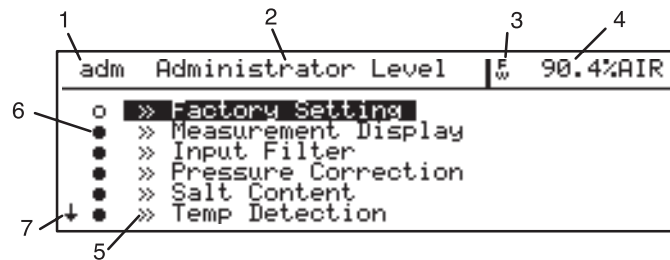 1 2 3 4
adm Administrator Level 90.4%AIR
6 » Factory Setting
» Measurement Display
» Input Filter
» Pressure Correction
» Salt Content
7 » Temp Detection
5